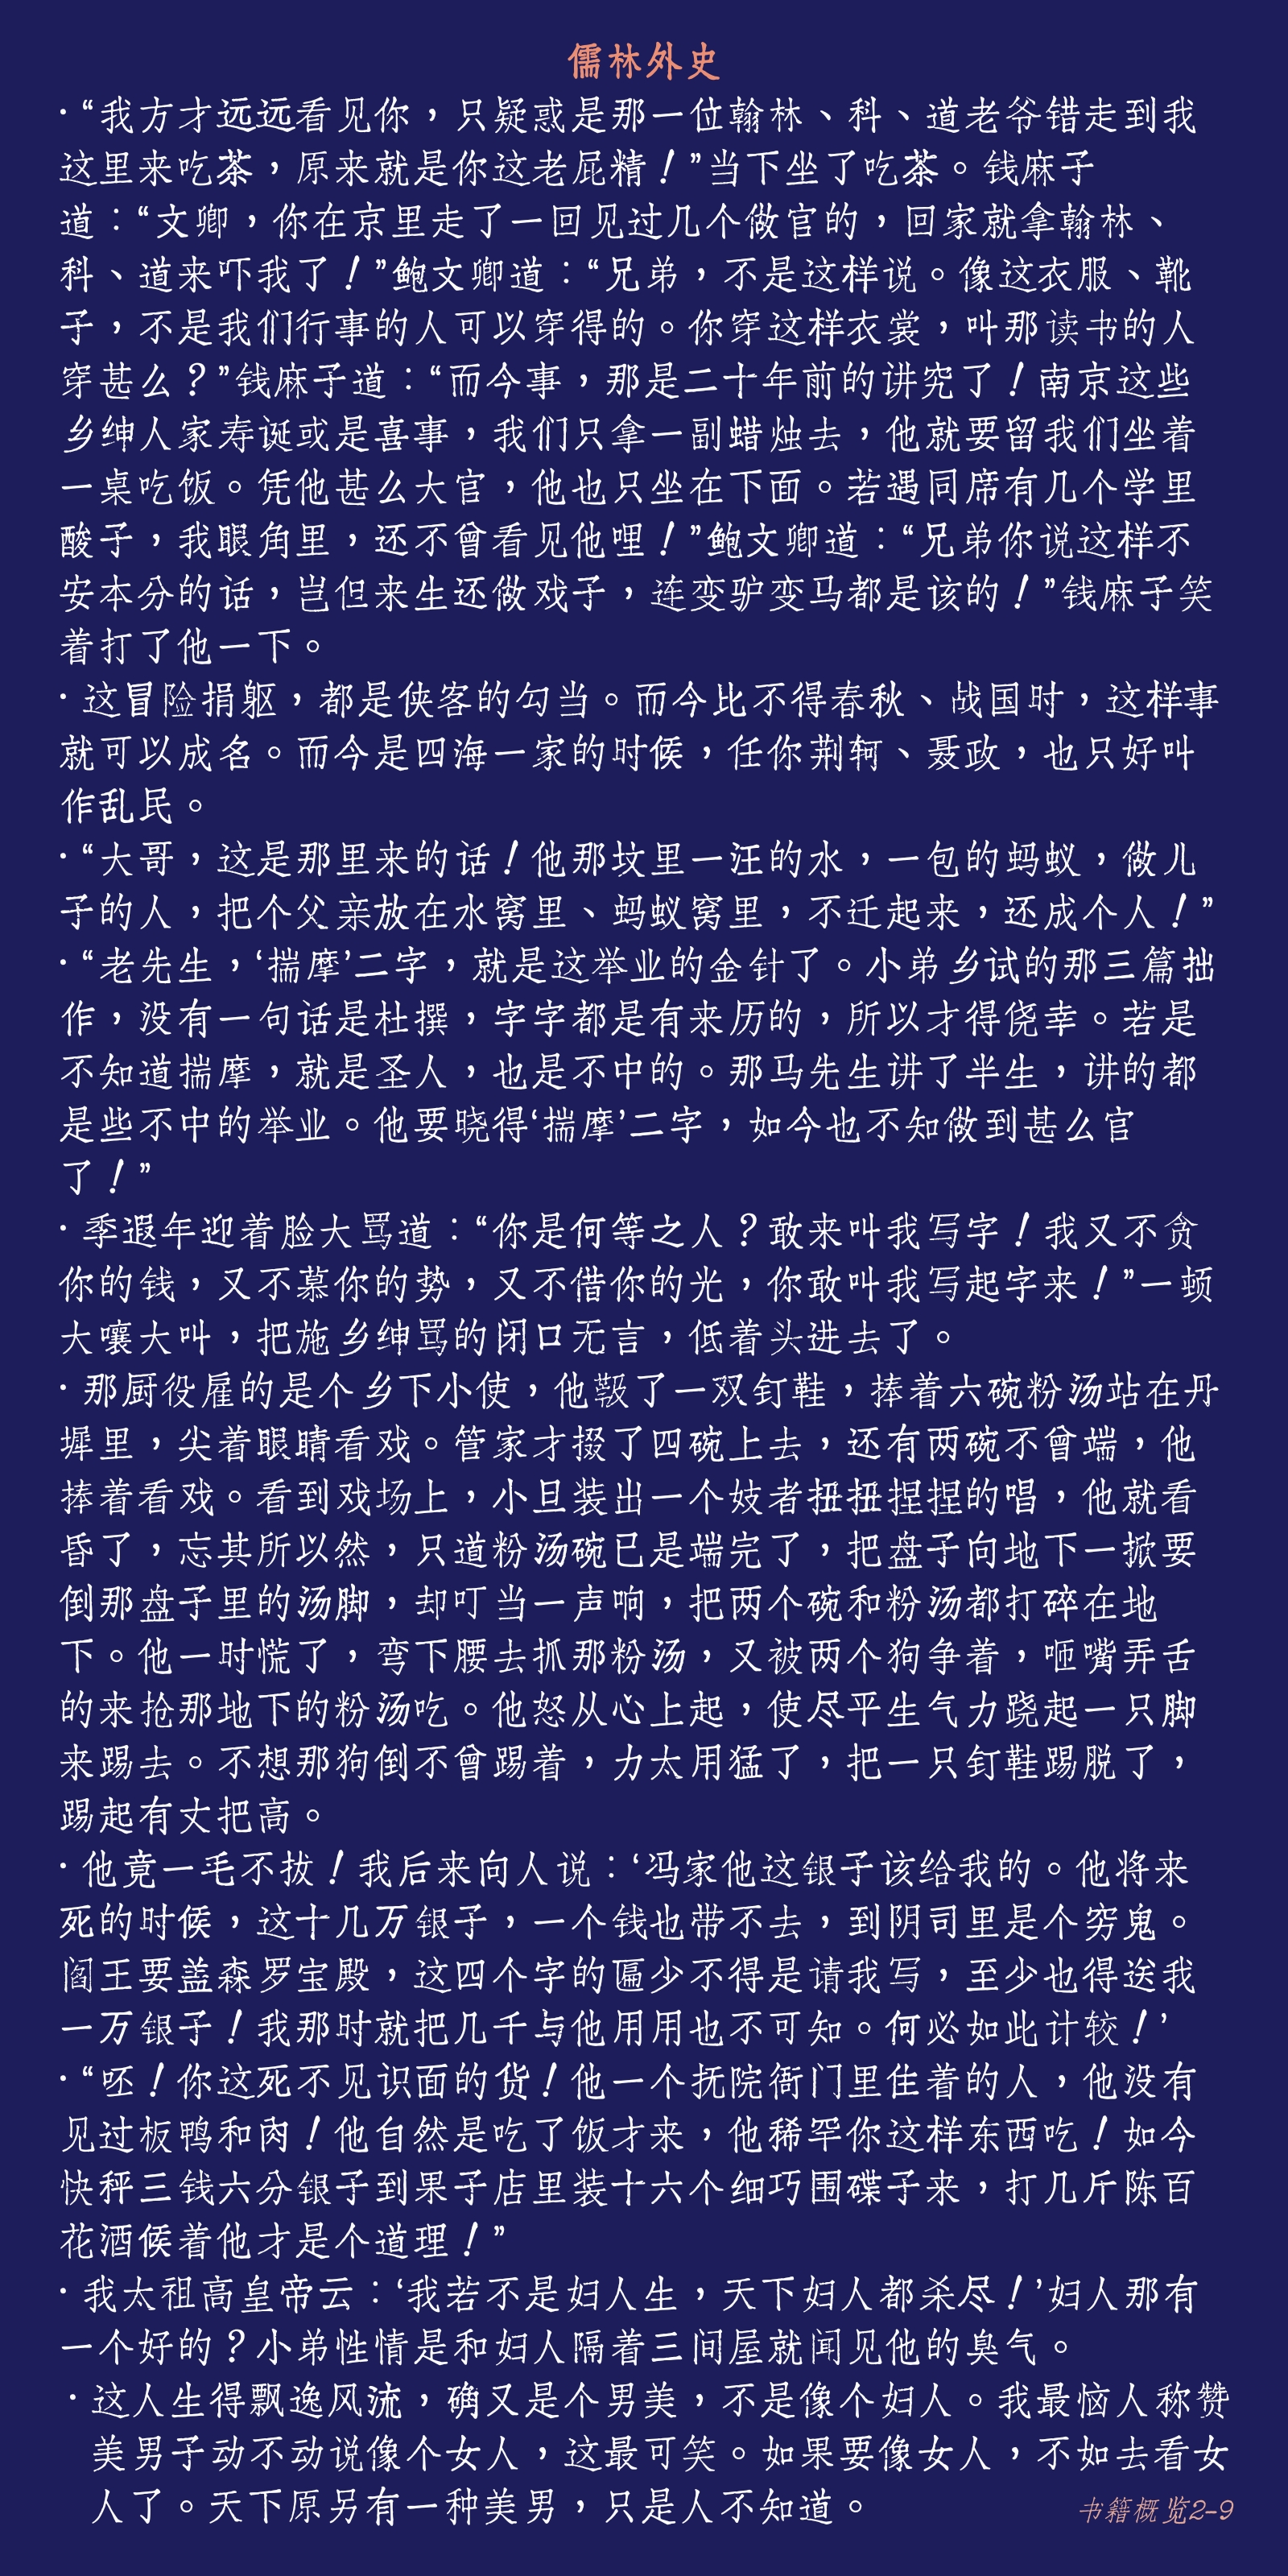 儒林外史
·“我方才远远看见你，只疑惑是那一位翰林、科、道老爷错走到我
这里来吃茶，原来就是你这老屁精！”当下坐了吃茶。钱麻子
道：“文卿，你在京里走了一回见过几个做官的，回家就拿翰林、
科、道来吓我了！”鲍文卿道：“兄弟，不是这样说。像这衣服、靴
子，不是我们行事的人可以穿得的。你穿这样衣裳，叫那读书的人
穿甚么？”钱麻子道：“而今事，那是二十年前的讲究了！南京这些
乡绅人家寿诞或是喜事，我们只拿一副蜡烛去，他就要留我们坐着
一桌吃饭。凭他甚么大官，他也只坐在下面。若遇同席有几个学里
酸子，我眼角里，还不曾看见他哩！”鲍文卿道：“兄弟你说这样不
安本分的话，岂但来生还做戏子，连变驴变马都是该的！”钱麻子笑
着打了他一下。
· 这冒险捐躯，都是侠客的勾当。而今比不得春秋、战国时，这样事
就可以成名。而今是四海一家的时候，任你荆轲、聂政，也只好叫
作乱民。
·“大哥，这是那里来的话！他那坟里一汪的水，一包的蚂蚁，做儿
子的人，把个父亲放在水窝里、蚂蚁窝里，不迁起来，还成个人！”
·“老先生，‘揣摩’二字，就是这举业的金针了。小弟乡试的那三篇拙
作，没有一句话是杜撰，字字都是有来历的，所以才得侥幸。若是
不知道揣摩，就是圣人，也是不中的。那马先生讲了半生，讲的都
是些不中的举业。他要晓得‘揣摩’二字，如今也不知做到甚么官
了！”
· 季遐年迎着脸大骂道：“你是何等之人？敢来叫我写字！我又不贪
你的钱，又不慕你的势，又不借你的光，你敢叫我写起字来！”一顿
大嚷大叫，把施乡绅骂的闭口无言，低着头进去了。
· 那厨役雇的是个乡下小使，他靸了一双钉鞋，捧着六碗粉汤站在丹
墀里，尖着眼睛看戏。管家才掇了四碗上去，还有两碗不曾端，他
捧着看戏。看到戏场上，小旦装出一个妓者扭扭捏捏的唱，他就看
昏了，忘其所以然，只道粉汤碗已是端完了，把盘子向地下一掀要
倒那盘子里的汤脚，却叮当一声响，把两个碗和粉汤都打碎在地
下。他一时慌了，弯下腰去抓那粉汤，又被两个狗争着，咂嘴弄舌
的来抢那地下的粉汤吃。他怒从心上起，使尽平生气力跷起一只脚
来踢去。不想那狗倒不曾踢着，力太用猛了，把一只钉鞋踢脱了，
踢起有丈把高。
· 他竟一毛不拔！我后来向人说：‘冯家他这银子该给我的。他将来
死的时候，这十几万银子，一个钱也带不去，到阴司里是个穷鬼。
阎王要盖森罗宝殿，这四个字的匾少不得是请我写，至少也得送我
一万银子！我那时就把几千与他用用也不可知。何必如此计较！’
·“呸！你这死不见识面的货！他一个抚院衙门里住着的人，他没有
见过板鸭和肉！他自然是吃了饭才来，他稀罕你这样东西吃！如今
快秤三钱六分银子到果子店里装十六个细巧围碟子来，打几斤陈百
花酒候着他才是个道理！”
· 我太祖高皇帝云：‘我若不是妇人生，天下妇人都杀尽！’妇人那有
一个好的？小弟性情是和妇人隔着三间屋就闻见他的臭气。
· 这人生得飘逸风流，确又是个男美，不是像个妇人。我最恼人称赞
美男子动不动说像个女人，这最可笑。如果要像女人，不如去看女
人了。天下原另有一种美男，只是人不知道。
书籍概览2-9